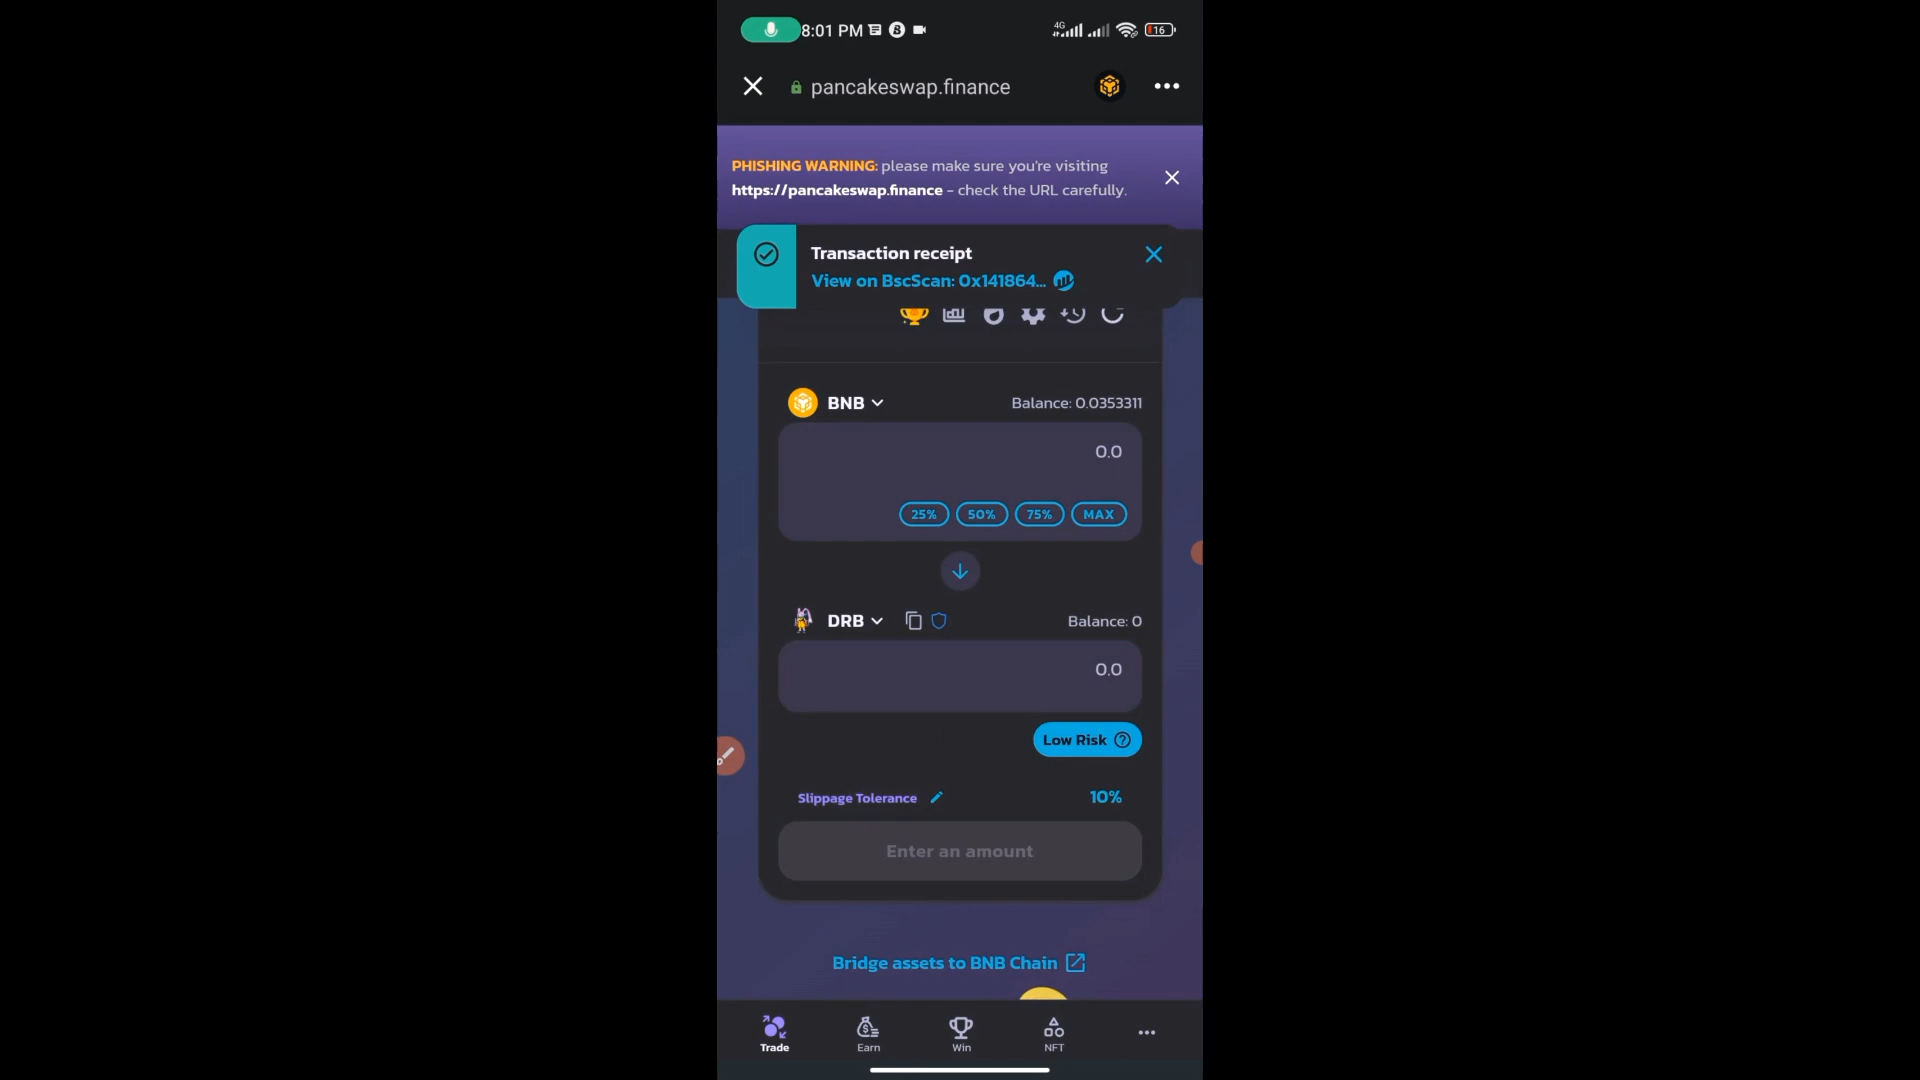 8:01 PM
4G
16
pancakeswap.finance
PHISHING WARNING: please make sure you're visiting
https://pancakeswap.finance - check the URL carefully.
Transaction receipt
View on BscScan: 0x141864...
BNB
Balance: 0.0353311
0.0
25% 50% 75% MAX
DRB
Balance: 0
0.0
Low Risk
Slippage Tolerance
10%
Enter an amount
Bridge assets to BNB Chain
Trade
Earn
Win
NFT